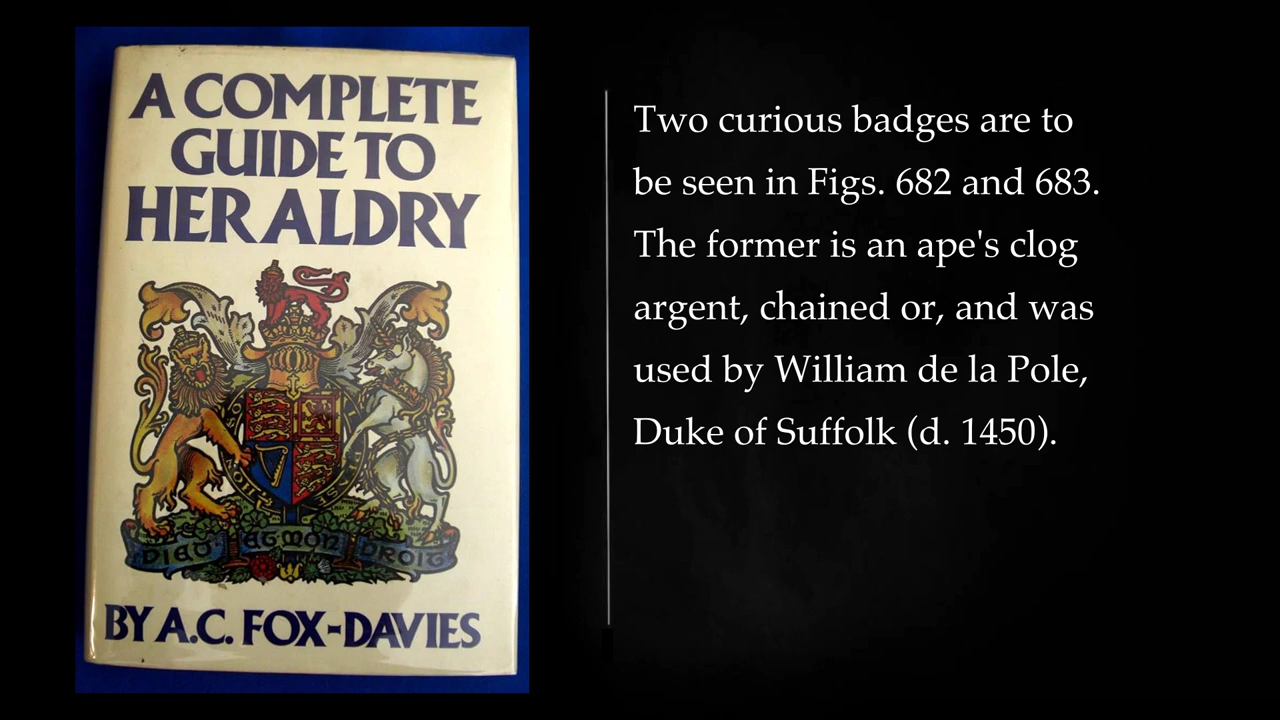 A COMPLETE
GUIDE TO
HERALDRY
DIEU ET MON DROIT
BY A.C. FOX-DAVIES
Two curious badges are to
be seen in Figs. 682 and 683.
The former is an ape's clog
argent, chained or, and was
used by William de la Pole,
Duke of Suffolk (d. 1450).